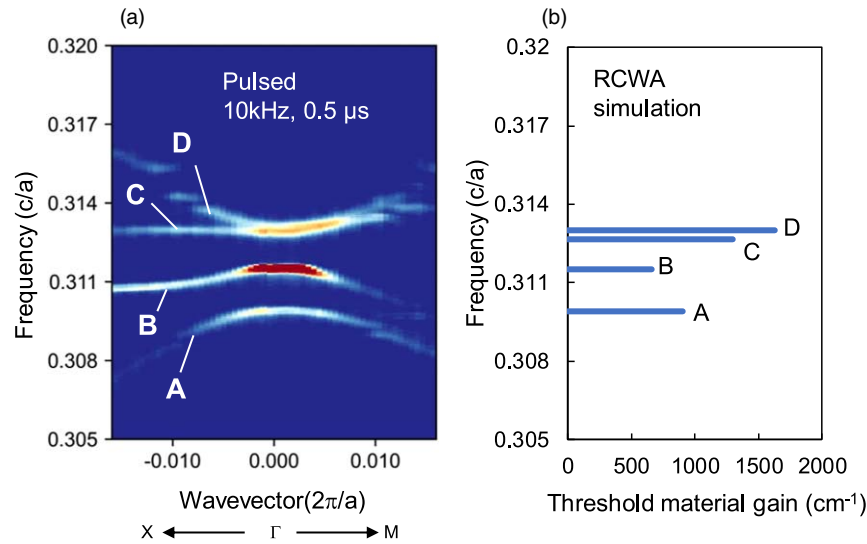 (a)
0.320
0.317
0.314
0.311
0.308
0.305
Frequency (c/a)
Pulsed
10kHz, 0.5 μs
D
C
B
A
-0.010
0.000
0.010
Wavevector(2π/a)
X Γ M
(b)
0.32
0.317
0.314
0.311
0.308
0.305
Frequency (c/a)
RCWA
simulation
D
C
B
A
0 500 1000 1500 2000
Threshold material gain (cm⁻¹)